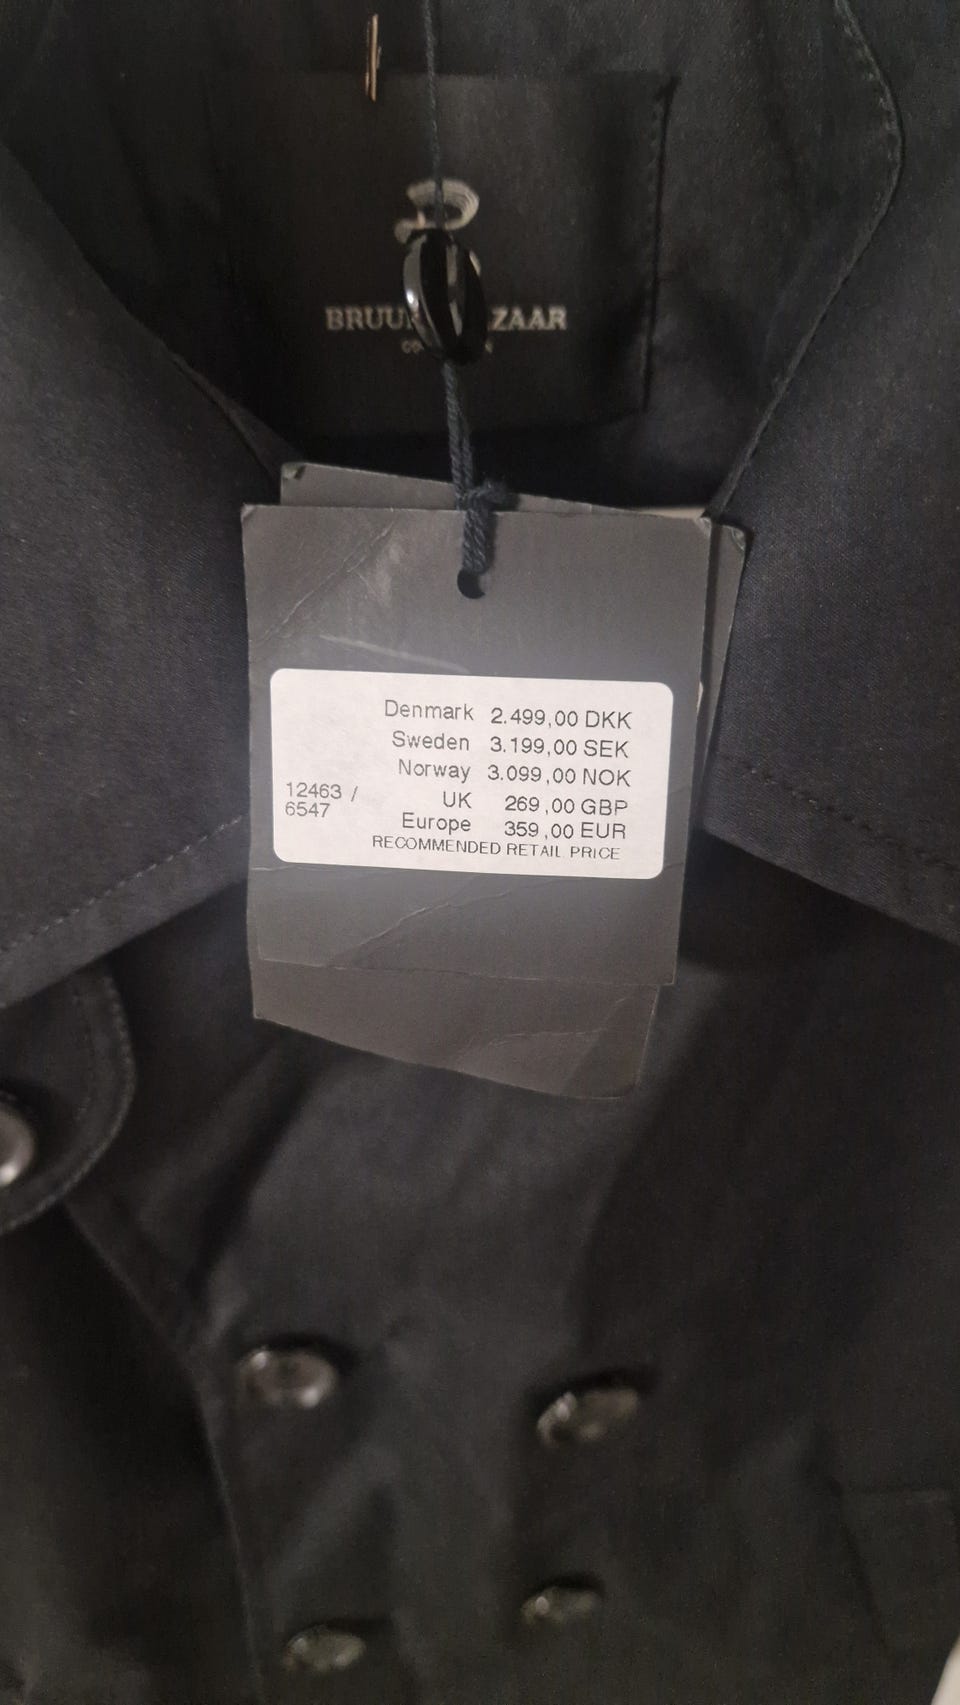 ZAAR
Denmark 2.499,00 DKK
Sweden 3.199,00 SEK
Norway 3.099,00 NOK
12463 / UK 269,00 GBP
6547
Europe 359,00 EUR
RECOMMENDED RETAIL PRICE